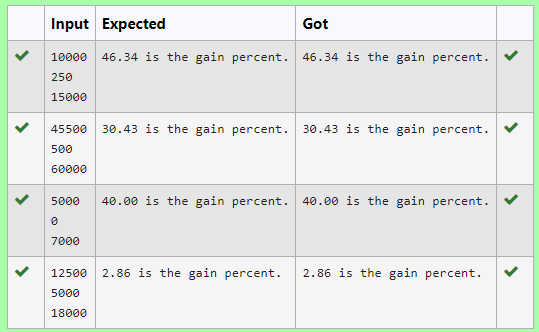 Input Expected Got
10000 46.34 is the gain percent. 46.34 is the gain percent.
250
15000
45500 30.43 is the gain percent. 30.43 is the gain percent.
500
60000
5000 40.00 is the gain percent. 40.00 is the gain percent.
0
7000
12500 2.86 is the gain percent. 2.86 is the gain percent.
5000
18000